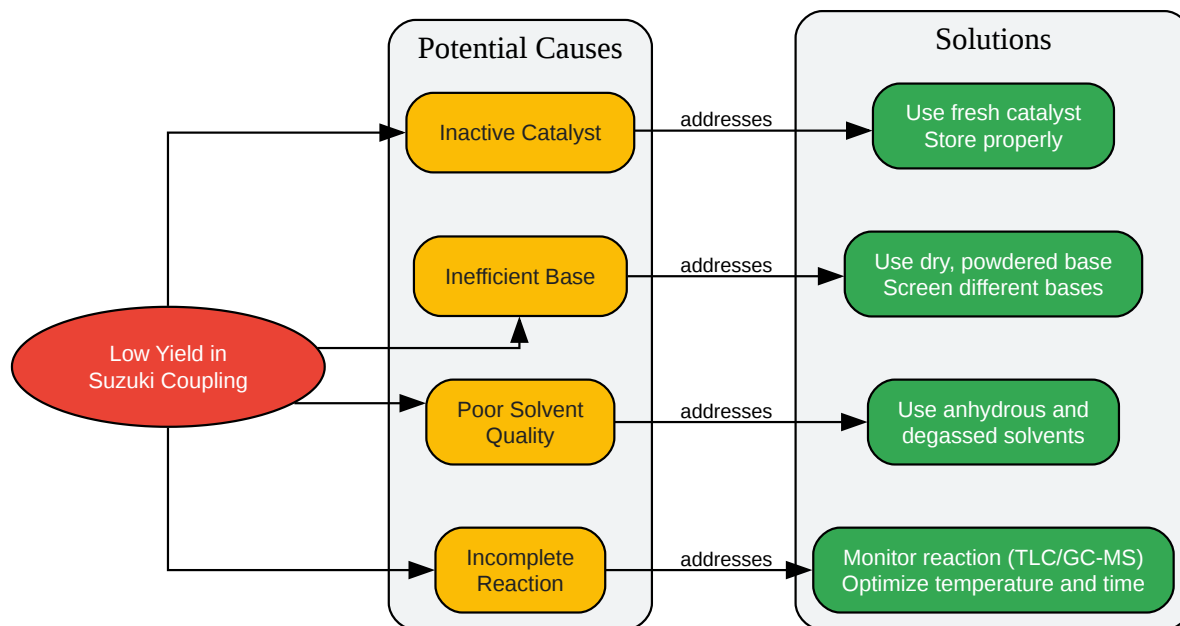 Potential Causes
Solutions
Inactive Catalyst
addresses
Use fresh catalyst
Store properly
Inefficient Base
addresses
Use dry, powdered base
Screen different bases
Low Yield in
Suzuki Coupling
Poor Solvent
Quality
addresses
Use anhydrous and
degassed solvents
Incomplete
Reaction
addresses
Monitor reaction (TLC/GC-MS)
Optimize temperature and time